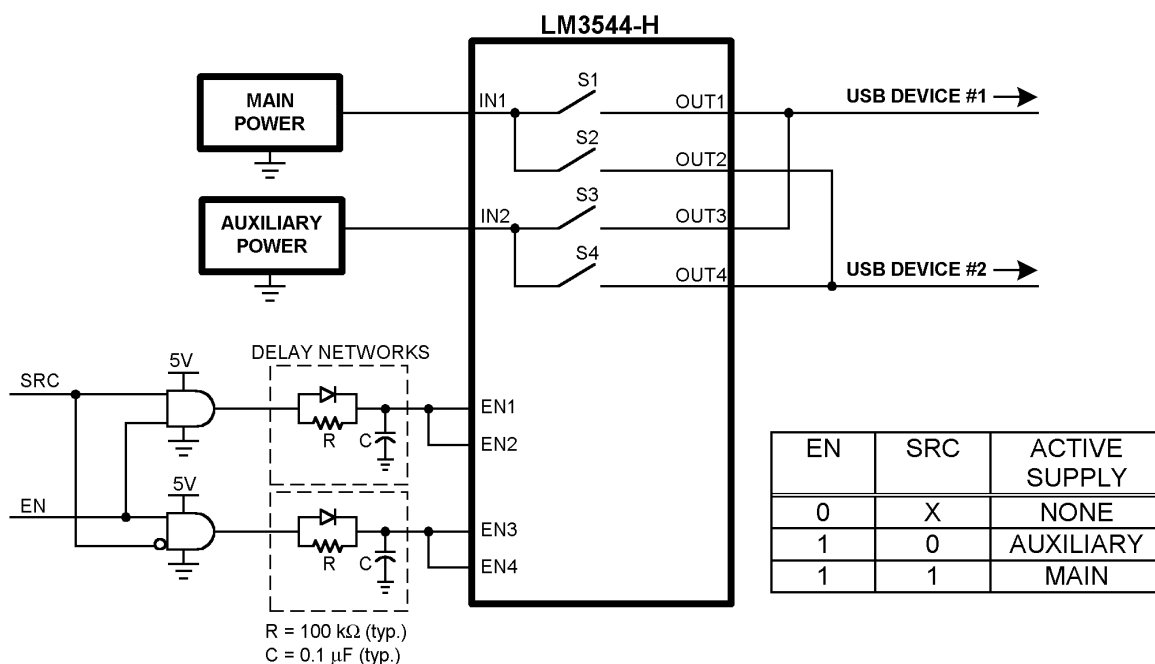 LM3544-H
MAIN
POWER
AUXILIARY
POWER
IN1
IN2
S1
S2
S3
S4
OUT1
OUT2
OUT3
OUT4
USB DEVICE #1
USB DEVICE #2
DELAY NETWORKS
SRC
5V
R
C
EN1
EN2
EN
5V
R
C
EN3
EN4
R = 100 kΩ (typ.)
C = 0.1 µF (typ.)
EN SRC ACTIVE
SUPPLY
0 X NONE
1 0 AUXILIARY
1 1 MAIN